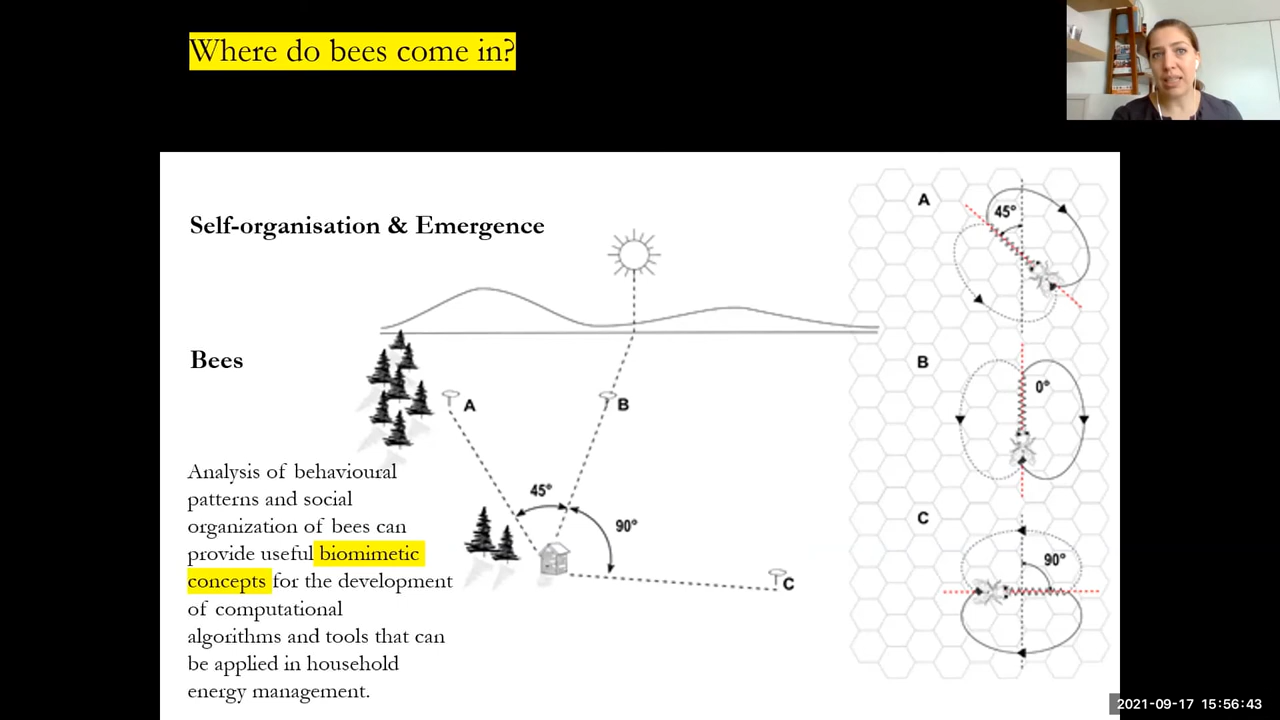 Where do bees come in?
Self-organisation & Emergence
Bees
Analysis of behavioural
patterns and social
organization of bees can
provide useful biomimetic
concepts for the development
of computational
algorithms and tools that can
be applied in household
energy management.
A
B
45°
90°
C
A
45°
B
0°
C
90°
2021-09-17 15:56:43